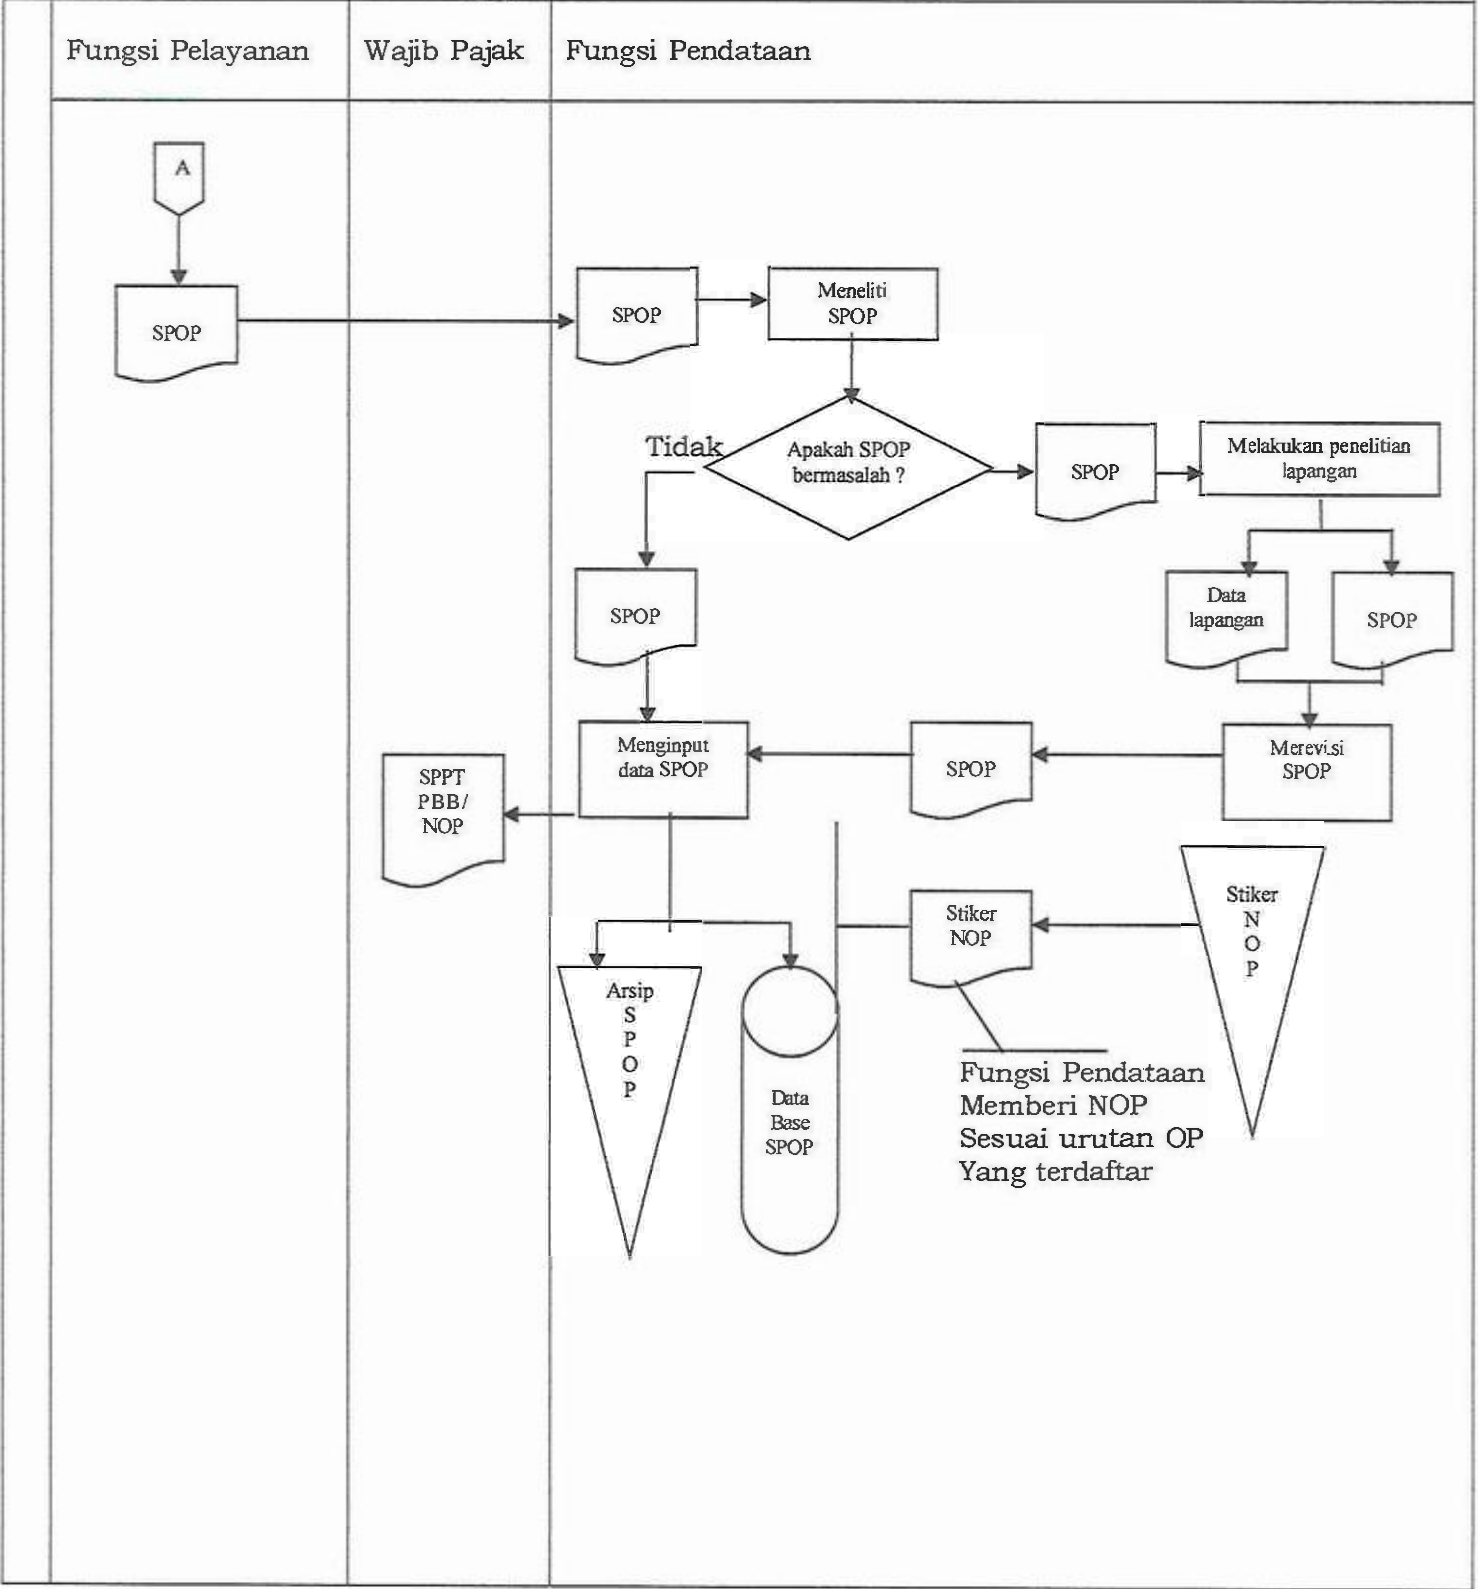 Fungsi Pelayanan
Wajib Pajak
Fungsi Pendataan
A
SPOP
SPOP
Meneliti
SPOP
Tidak
Apakah SPOP
bermasalah ?
SPOP
Melakukan penelitian
lapangan
SPOP
Data
lapangan
SPOP
Menginput
data SPOP
SPOP
Merevisi
SPOP
SPPT
PBB/
NOP
Stiker
NOP
Stiker
N
O
P
Arsip
S
P
O
P
Data
Base
SPOP
Fungsi Pendataan
Memberi NOP
Sesuai urutan OP
Yang terdaftar